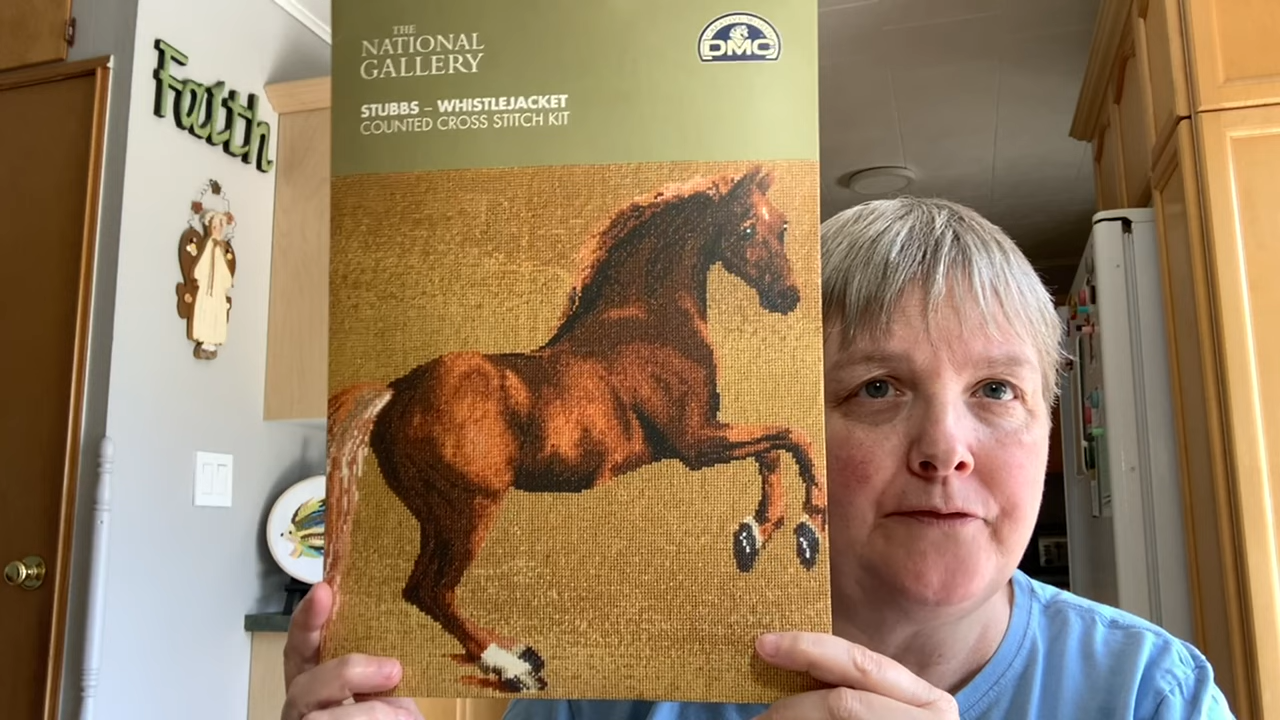 Faith
THE
NATIONAL
GALLERY
DMC
STUBBS – WHISTLEJACKET
COUNTED CROSS STITCH KIT